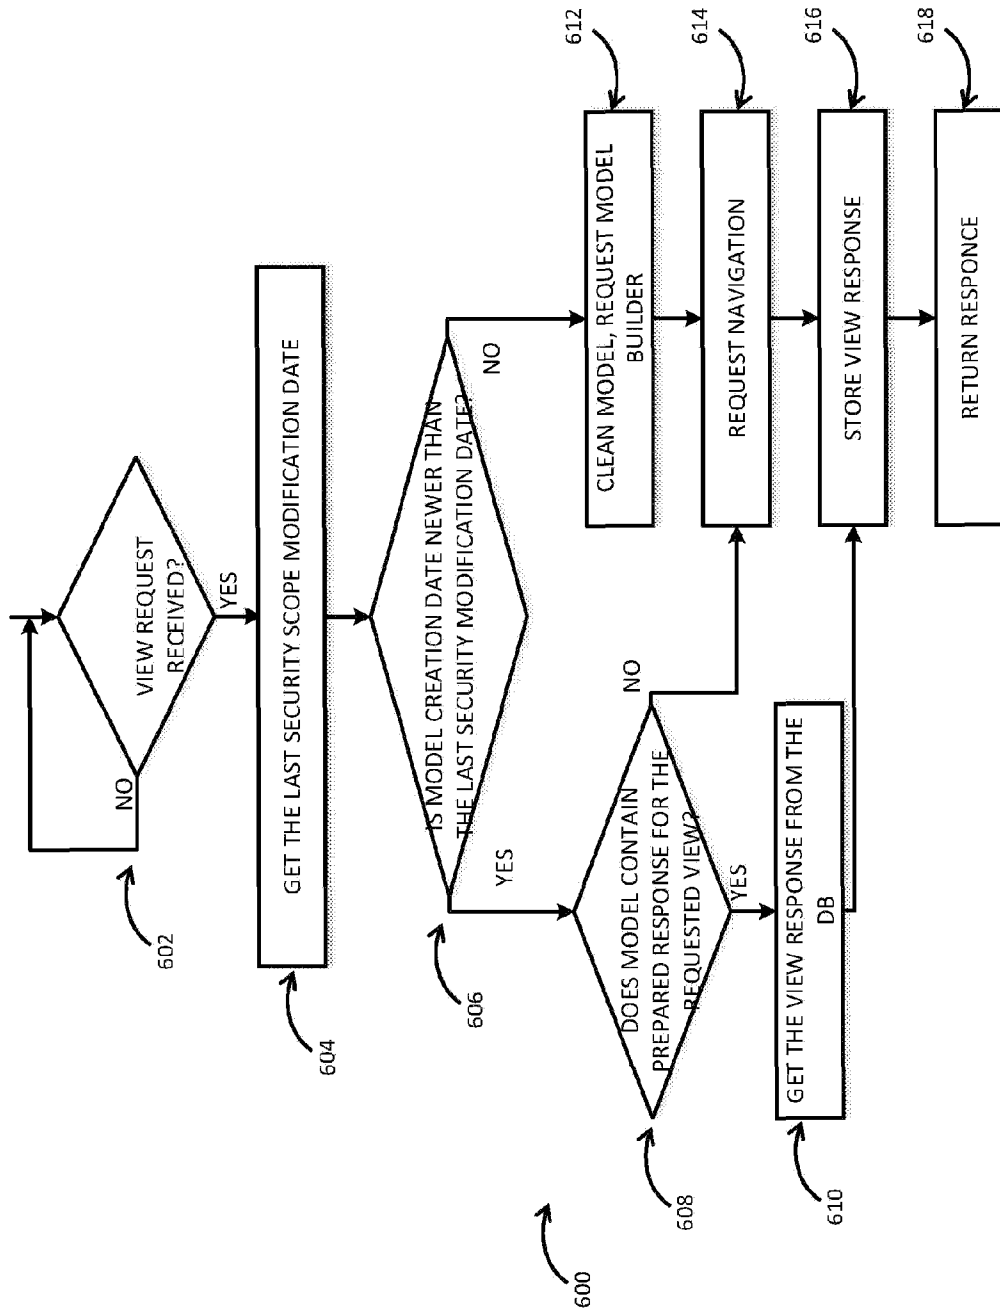 VIEW REQUEST
RECEIVED?
NO
YES
602
GET THE LAST SECURITY SCOPE MODIFICATION DATE
604
IS MODEL CREATION DATE NEWER THAN
THE LAST SECURITY MODIFICATION DATE?
606
YES
NO
DOES MODEL CONTAIN
PREPARED RESPONSE FOR THE
REQUESTED VIEW?
608
NO
YES
GET THE VIEW RESPONSE FROM THE
DB
610
CLEAN MODEL, REQUEST MODEL
BUILDER
612
REQUEST NAVIGATION
614
STORE VIEW RESPONSE
616
RETURN RESPONCE
618
600